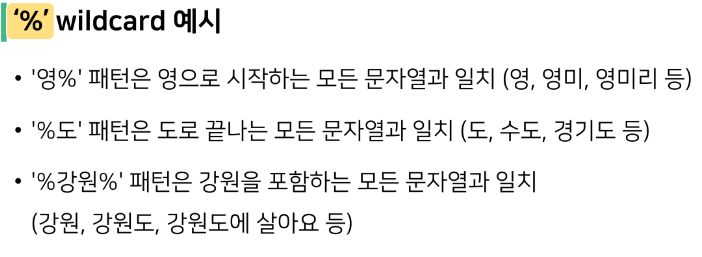 ‘%’ wildcard 예시
• '영%' 패턴은 영으로 시작하는 모든 문자열과 일치 (영, 영미, 영미리 등)
• '%도' 패턴은 도로 끝나는 모든 문자열과 일치 (도, 수도, 경기도 등)
• '%강원%' 패턴은 강원을 포함하는 모든 문자열과 일치
(강원, 강원도, 강원도에 살아요 등)